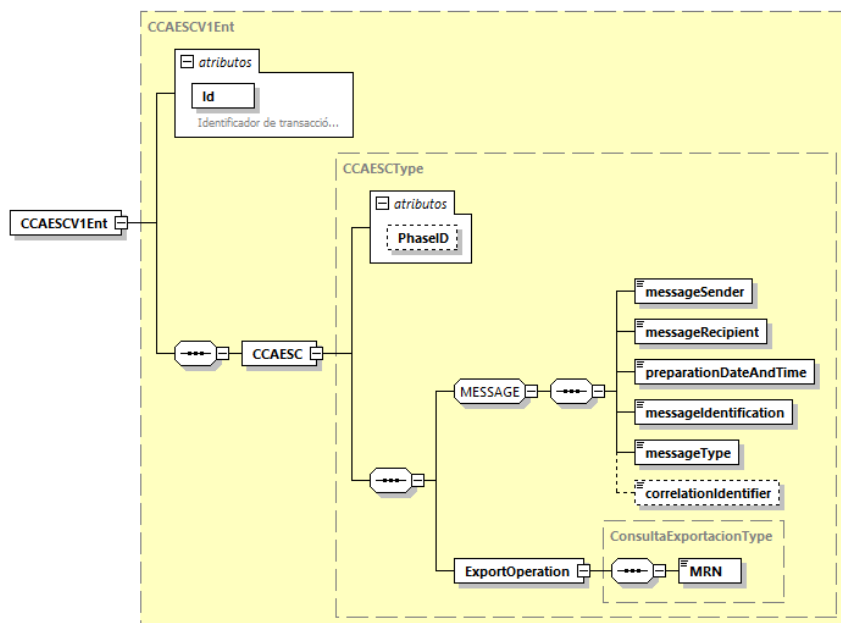 CCAESCV1Ent
atributos
Id
Identificador de transacció...
CCAESCType
atributos
PhaseID
CCAESCV1Ent
messageSender
messageRecipient
CCAESC
preparationDateAndTime
MESSAGE
messageIdentification
messageType
correlationIdentifier
ConsultaExportacionType
ExportOperation
MRN